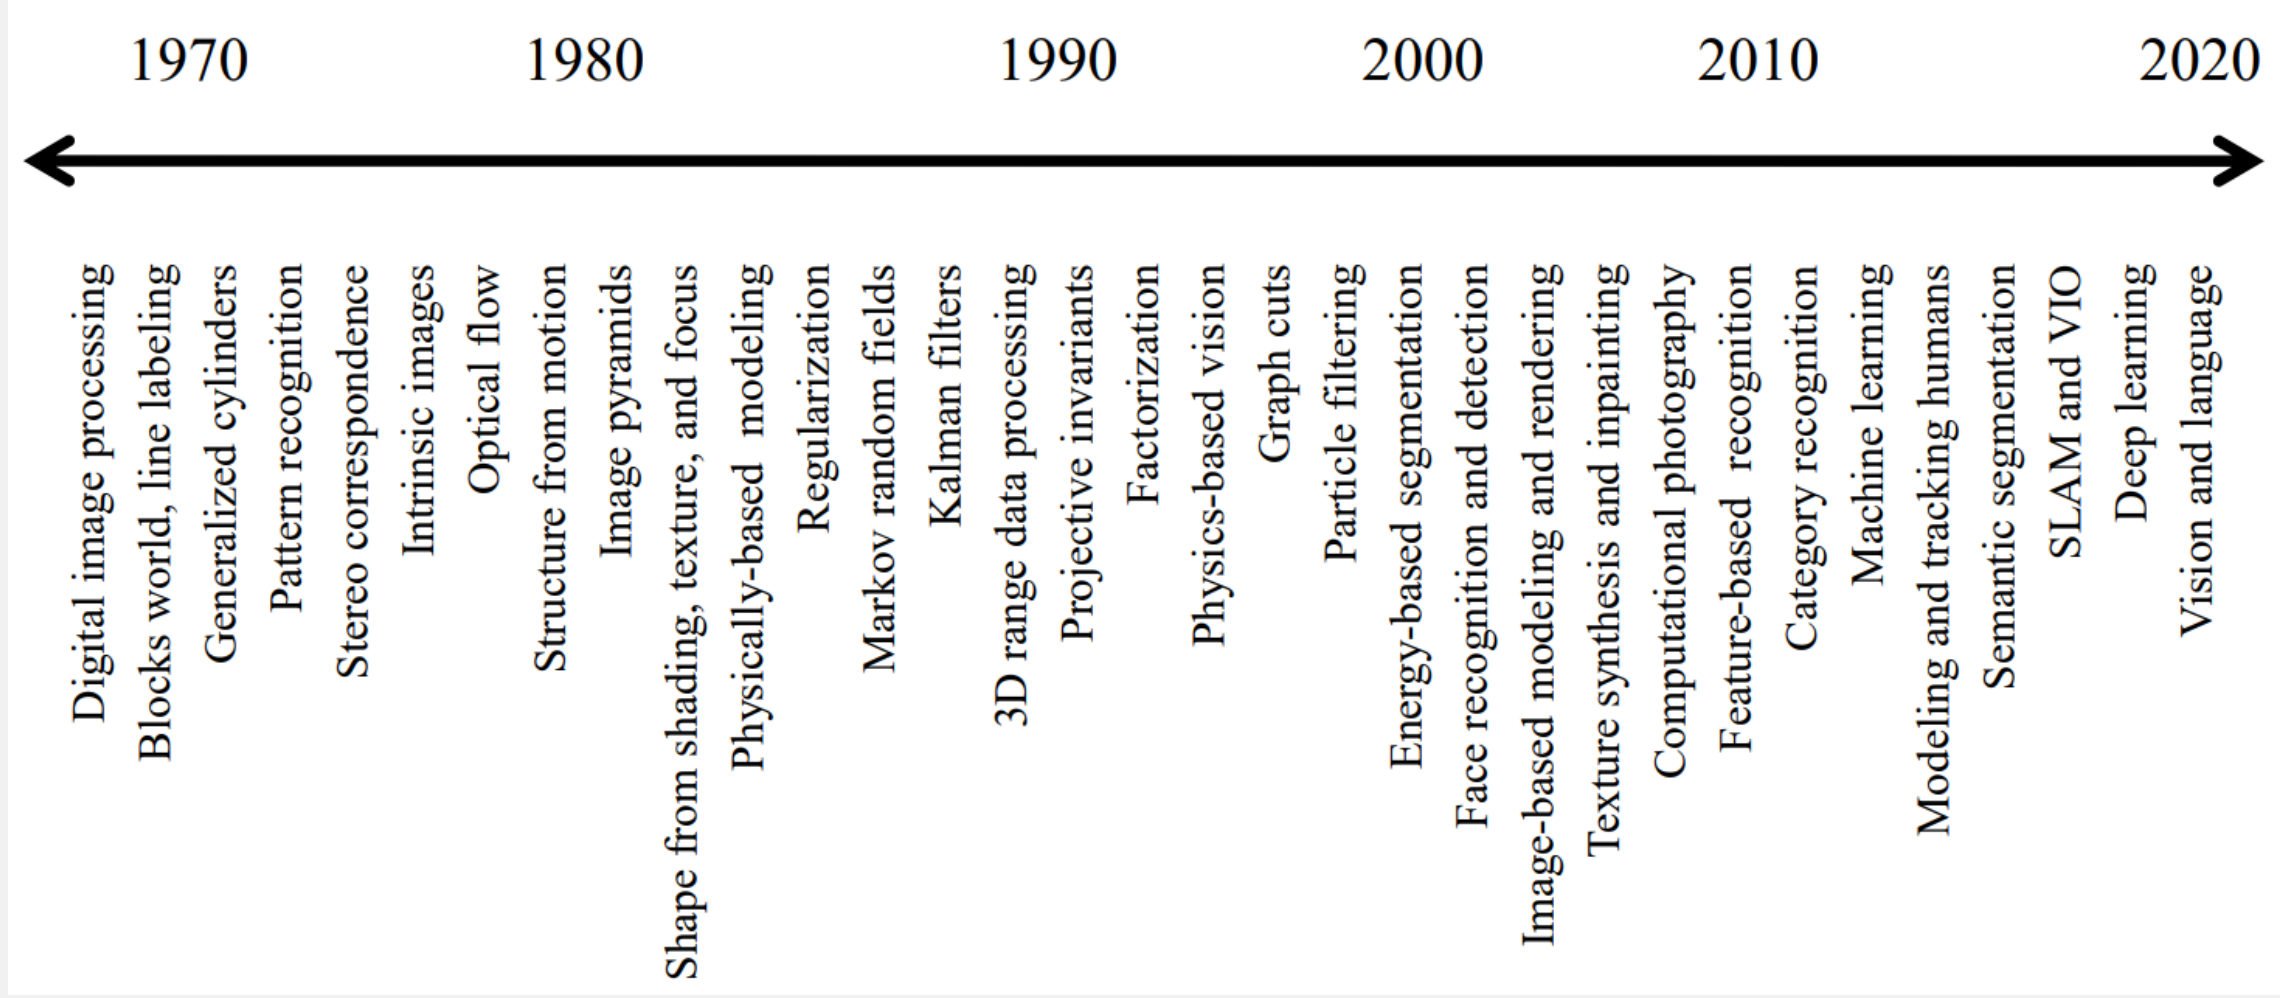 1970
1980
1990
2000
2010
2020
Digital image processing
Blocks world, line labeling
Generalized cylinders
Pattern recognition
Stereo correspondence
Intrinsic images
Optical flow
Structure from motion
Image pyramids
Shape from shading, texture, and focus
Physically-based modeling
Regularization
Markov random fields
Kalman filters
3D range data processing
Projective invariants
Factorization
Physics-based vision
Graph cuts
Particle filtering
Energy-based segmentation
Face recognition and detection
Image-based modeling and rendering
Texture synthesis and inpainting
Computational photography
Feature-based recognition
Category recognition
Machine learning
Modeling and tracking humans
Semantic segmentation
SLAM and VIO
Deep learning
Vision and language